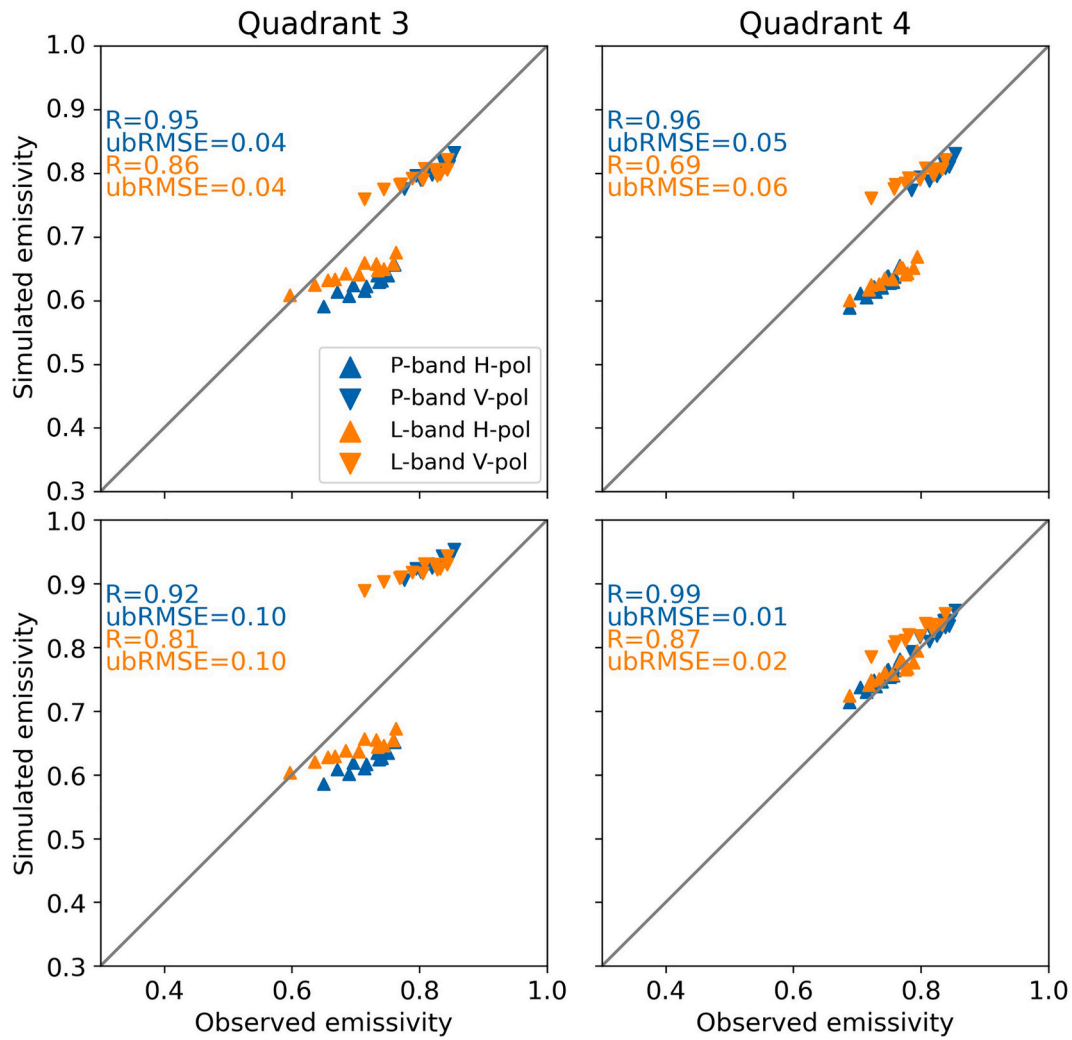 Quadrant 3
Quadrant 4
1.0
0.9
0.8
0.7
0.6
0.5
0.4
0.3
Simulated emissivity
R=0.95
ubRMSE=0.04
R=0.86
ubRMSE=0.04
P-band H-pol
P-band V-pol
L-band H-pol
L-band V-pol
R=0.96
ubRMSE=0.05
R=0.69
ubRMSE=0.06
1.0
0.9
0.8
0.7
0.6
0.5
0.4
0.3
Simulated emissivity
R=0.92
ubRMSE=0.10
R=0.81
ubRMSE=0.10
0.4 0.6 0.8 1.0
Observed emissivity
R=0.99
ubRMSE=0.01
R=0.87
ubRMSE=0.02
0.4 0.6 0.8 1.0
Observed emissivity